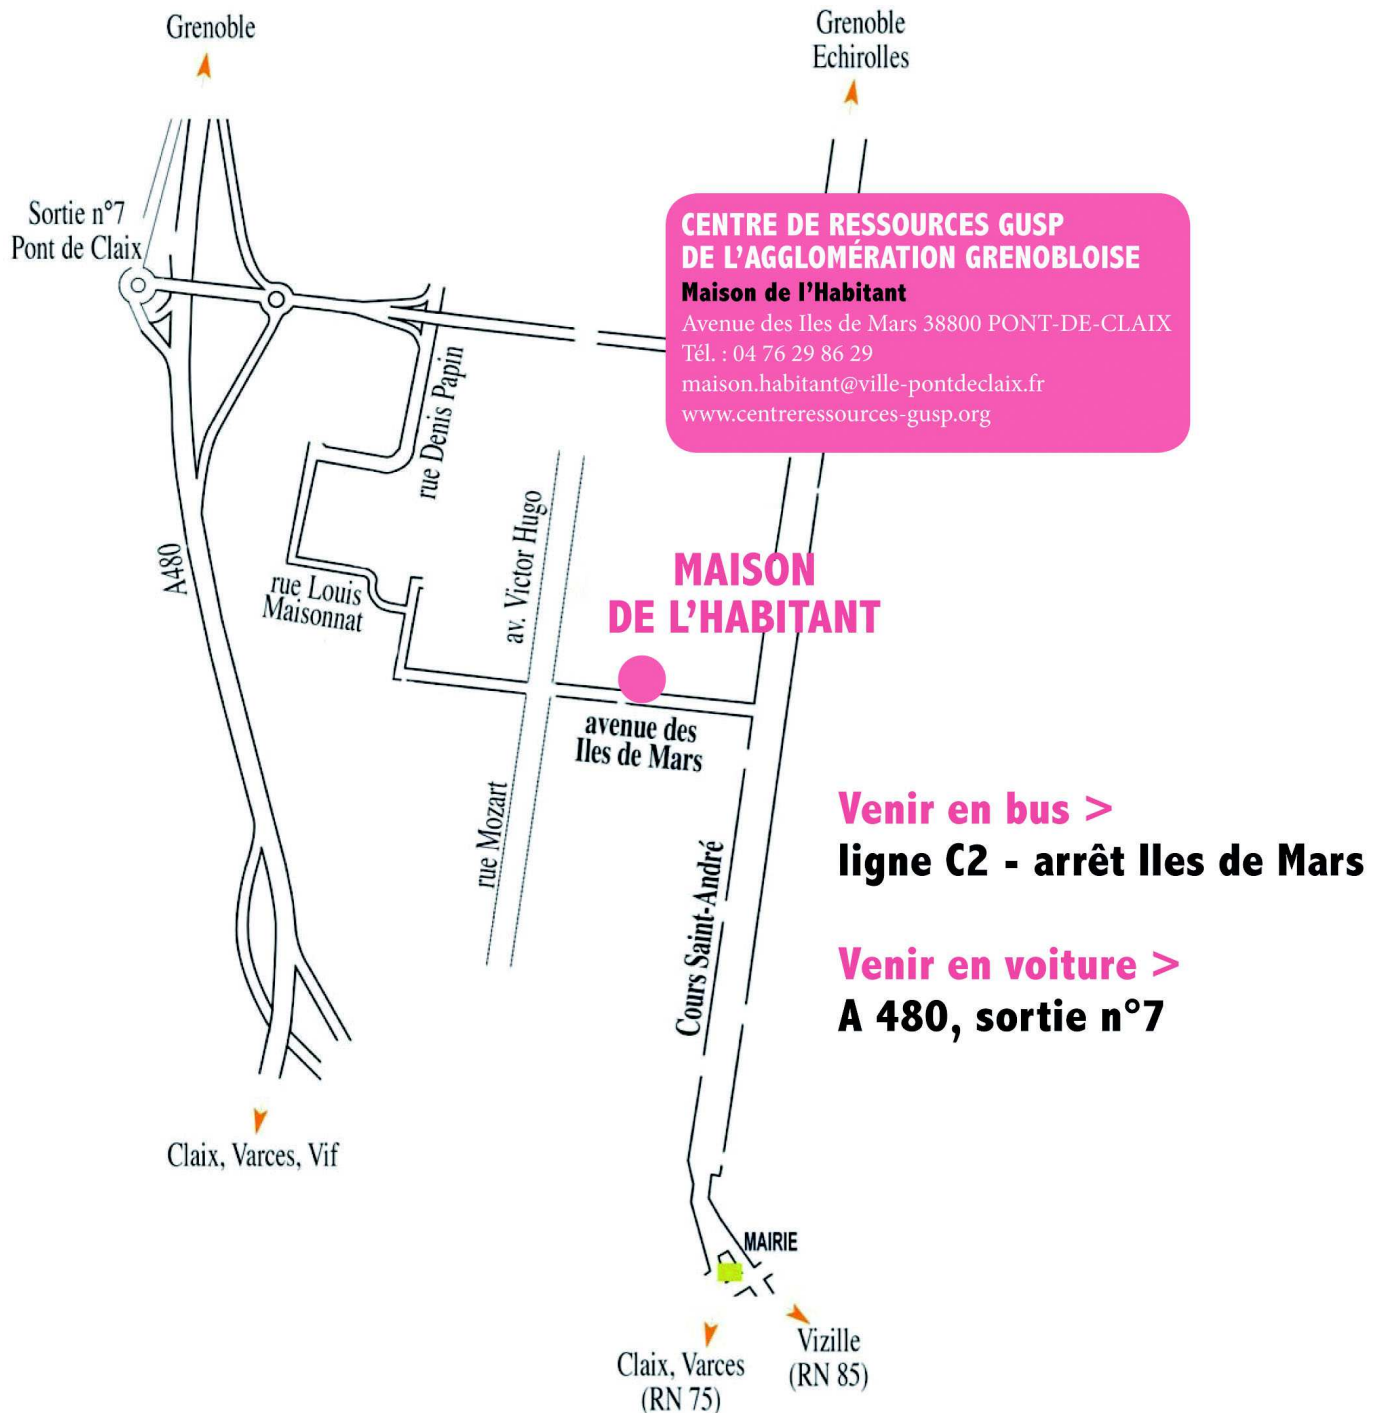 Grenoble
Grenoble
Echirolles
Sortie n°7
Pont de Claix
CENTRE DE RESSOURCES GUSP
DE L'AGGLOMÉRATION GRENOBLOISE
Maison de l'Habitant
Avenue des Iles de Mars 38800 PONT-DE-CLAIX
Tél. : 04 76 29 86 29
maison.habitant@ville-pontdeclaix.fr
www.centreressources-gusp.org
rue Denis Papin
A480
rue Louis
Maisonnat
av. Victor Hugo
MAISON
DE L'HABITANT
avenue des
Iles de Mars
rue Mozart
Cours Saint-André
Venir en bus >
ligne C2 - arrêt Iles de Mars
Venir en voiture >
A 480, sortie n°7
Claix, Varces, Vif
MAIRIE
Claix, Varces
(RN 75)
Vizille
(RN 85)